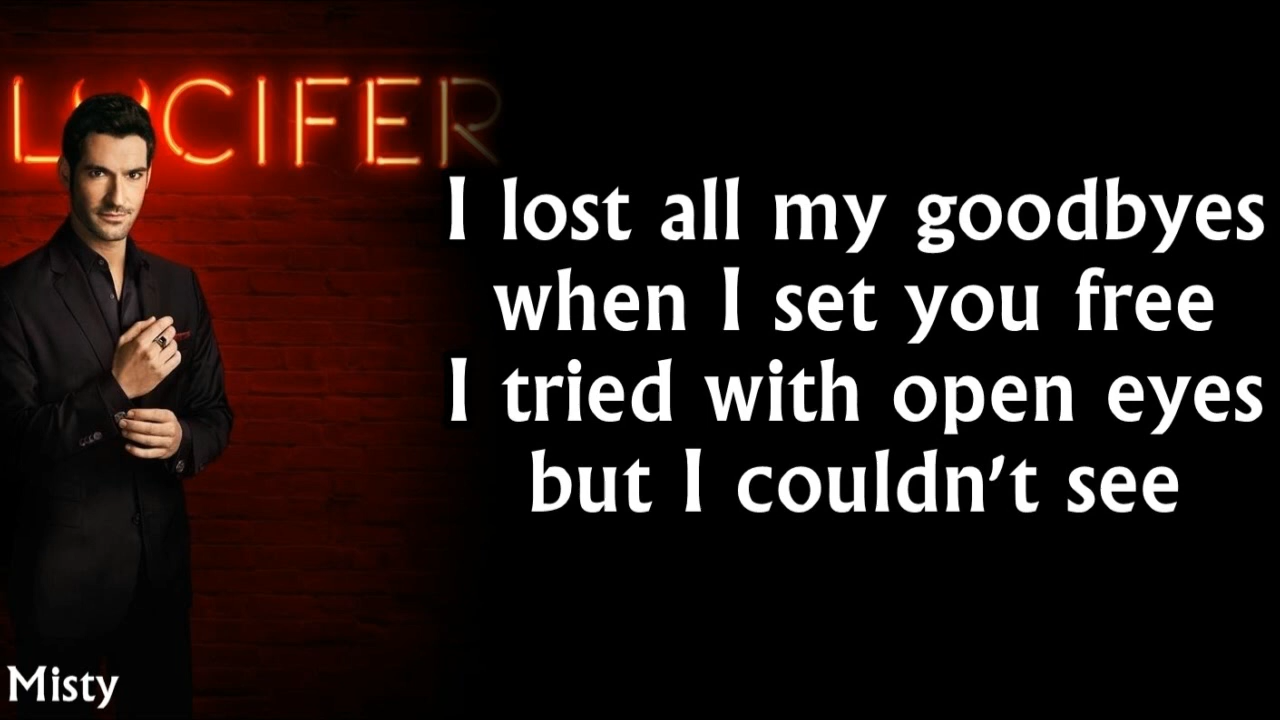 LUCIFER
I lost all my goodbyes
when I set you free
I tried with open eyes
but I couldn't see
Misty